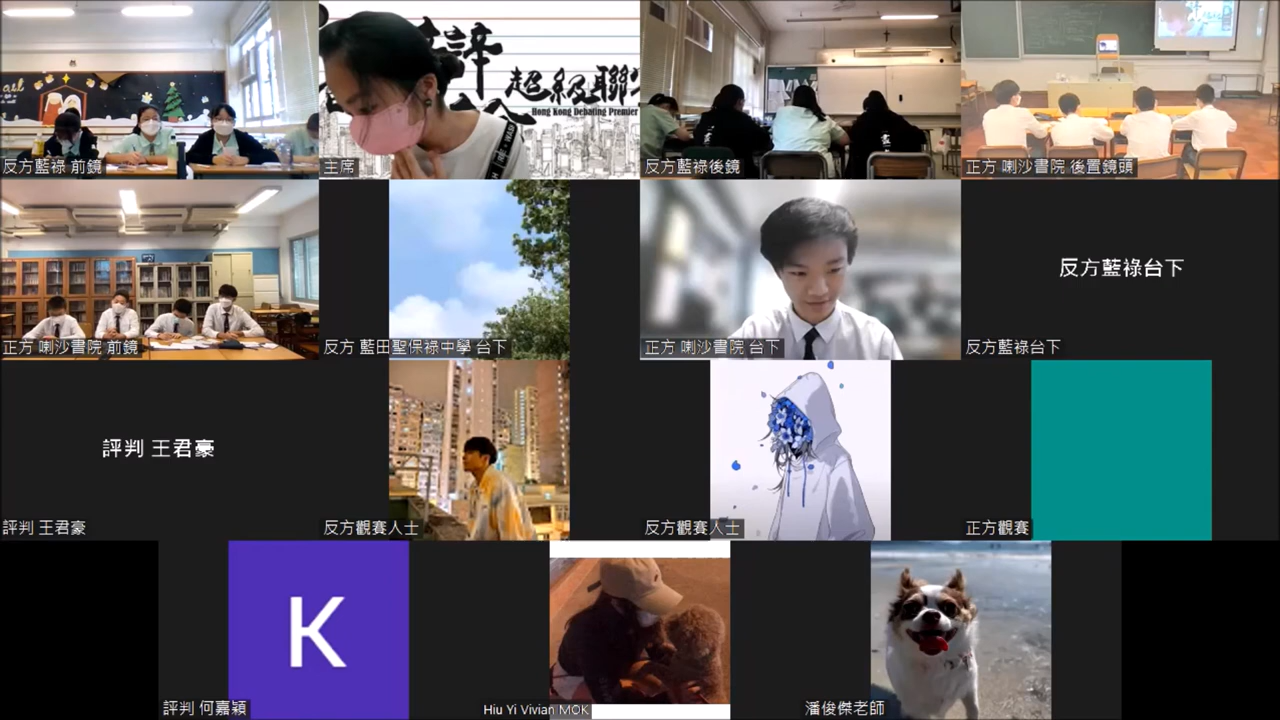 諱
超級聯
Hong Kong Debating Premier
反方藍祿 前鏡
主席
反方藍祿後鏡
正方 喇沙書院 後置鏡頭
反方藍祿台下
正方 喇沙書院 前鏡
反方 藍田聖保祿中學 台下
正方 喇沙書院 台下
反方藍祿台下
評判 王君豪
評判 王君豪
反方觀賽人士
反方觀賽人士
正方觀賽
K
評判 何嘉穎
Hiu Yi Vivian MOK
潘俊傑老師